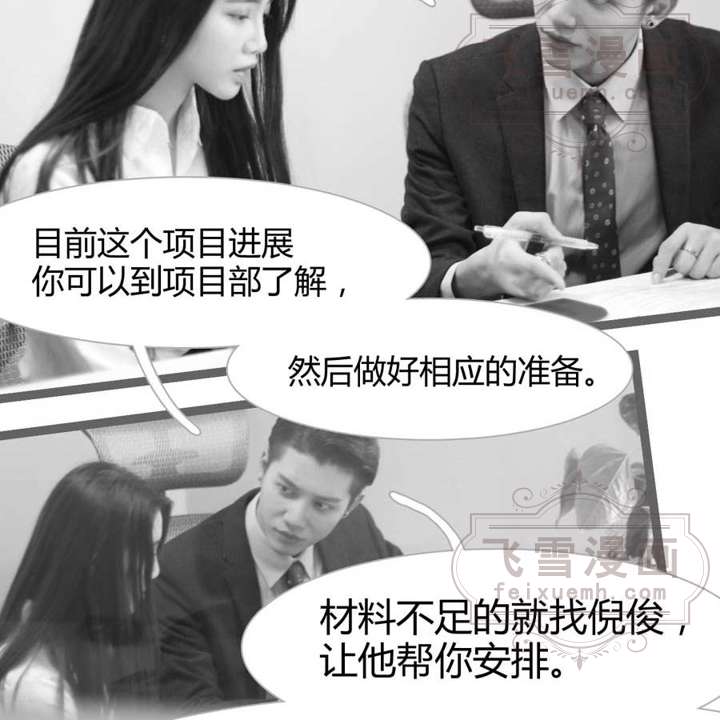 飞雪漫画
feixuemh.com
目前这个项目进展
你可以到项目部了解，
然后做好相应的准备。
飞雪漫画
feixuemh.com
材料不足的就找倪俊，
让他帮你安排。